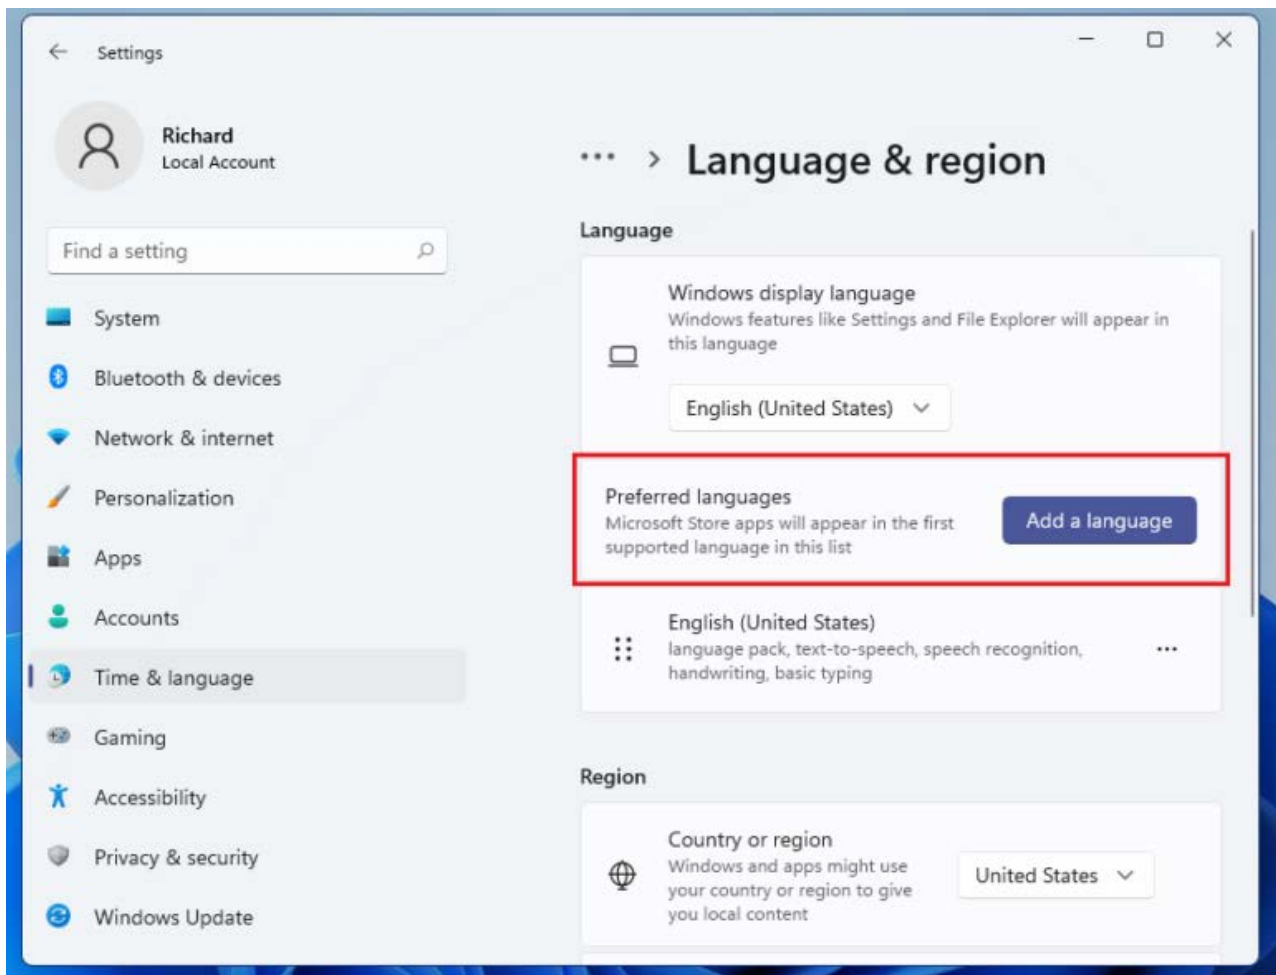 Settings
Richard
Local Account
Find a setting
System
Bluetooth & devices
Network & internet
Personalization
Apps
Accounts
Time & language
Gaming
Accessibility
Privacy & security
Windows Update
Language & region
Language
Windows display language
Windows features like Settings and File Explorer will appear in
this language
English (United States)
Preferred languages
Microsoft Store apps will appear in the first
supported language in this list
Add a language
English (United States)
language pack, text-to-speech, speech recognition,
handwriting, basic typing
Region
Country or region
Windows and apps might use
your country or region to give
you local content
United States